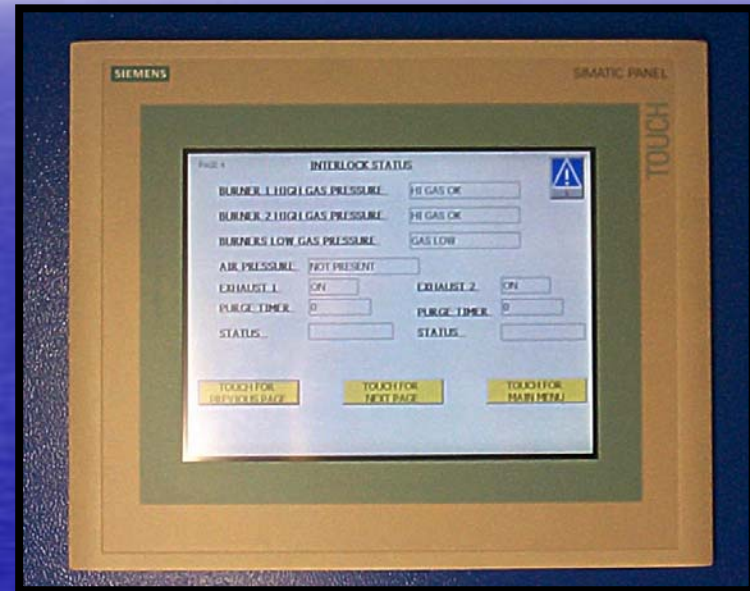 SIEMENS
SIMATIC PANEL
TOUCH
PAGE 4
INTERLOCK STATUS
BURNER 1 HIGH GAS PRESSURE HI GAS OK
BURNER 2 HIGH GAS PRESSURE HI GAS OK
BURNERS LOW GAS PRESSURE GAS LOW
AIR PRESSURE NOT PRESENT
EXHAUST 1 ON EXHAUST 2 ON
PURGE TIMER 0 PURGE TIMER 0
STATUS STATUS
TOUCH FOR PREVIOUS PAGE
TOUCH FOR NEXT PAGE
TOUCH FOR MAIN MENU